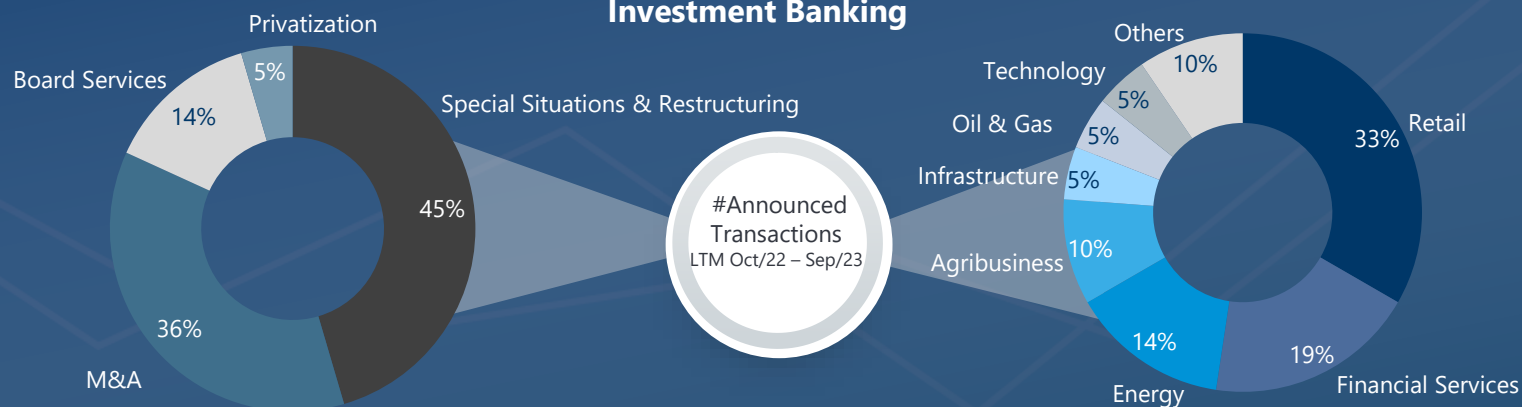 Investment Banking
Privatization
5%
Board Services
14%
Special Situations & Restructuring
45%
36%
M&A
#Announced
Transactions
LTM Oct/22 – Sep/23
Others
10%
Technology
5%
Oil & Gas
5%
Retail
33%
Infrastructure
5%
Agribusiness
10%
14%
Energy
19%
Financial Services